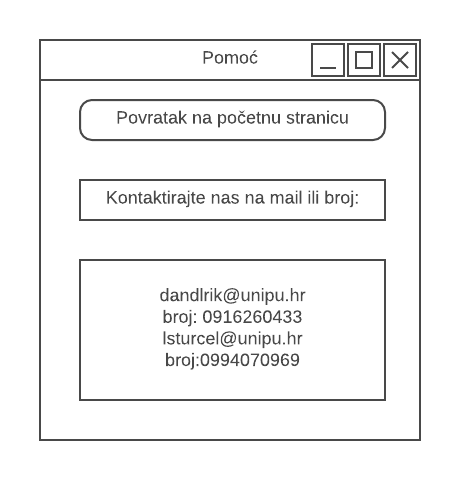 Pomoć
Povratak na početnu stranicu
Kontaktirajte nas na mail ili broj:
dandlrik@unipu.hr
broj: 0916260433
lsturcel@unipu.hr
broj:0994070969